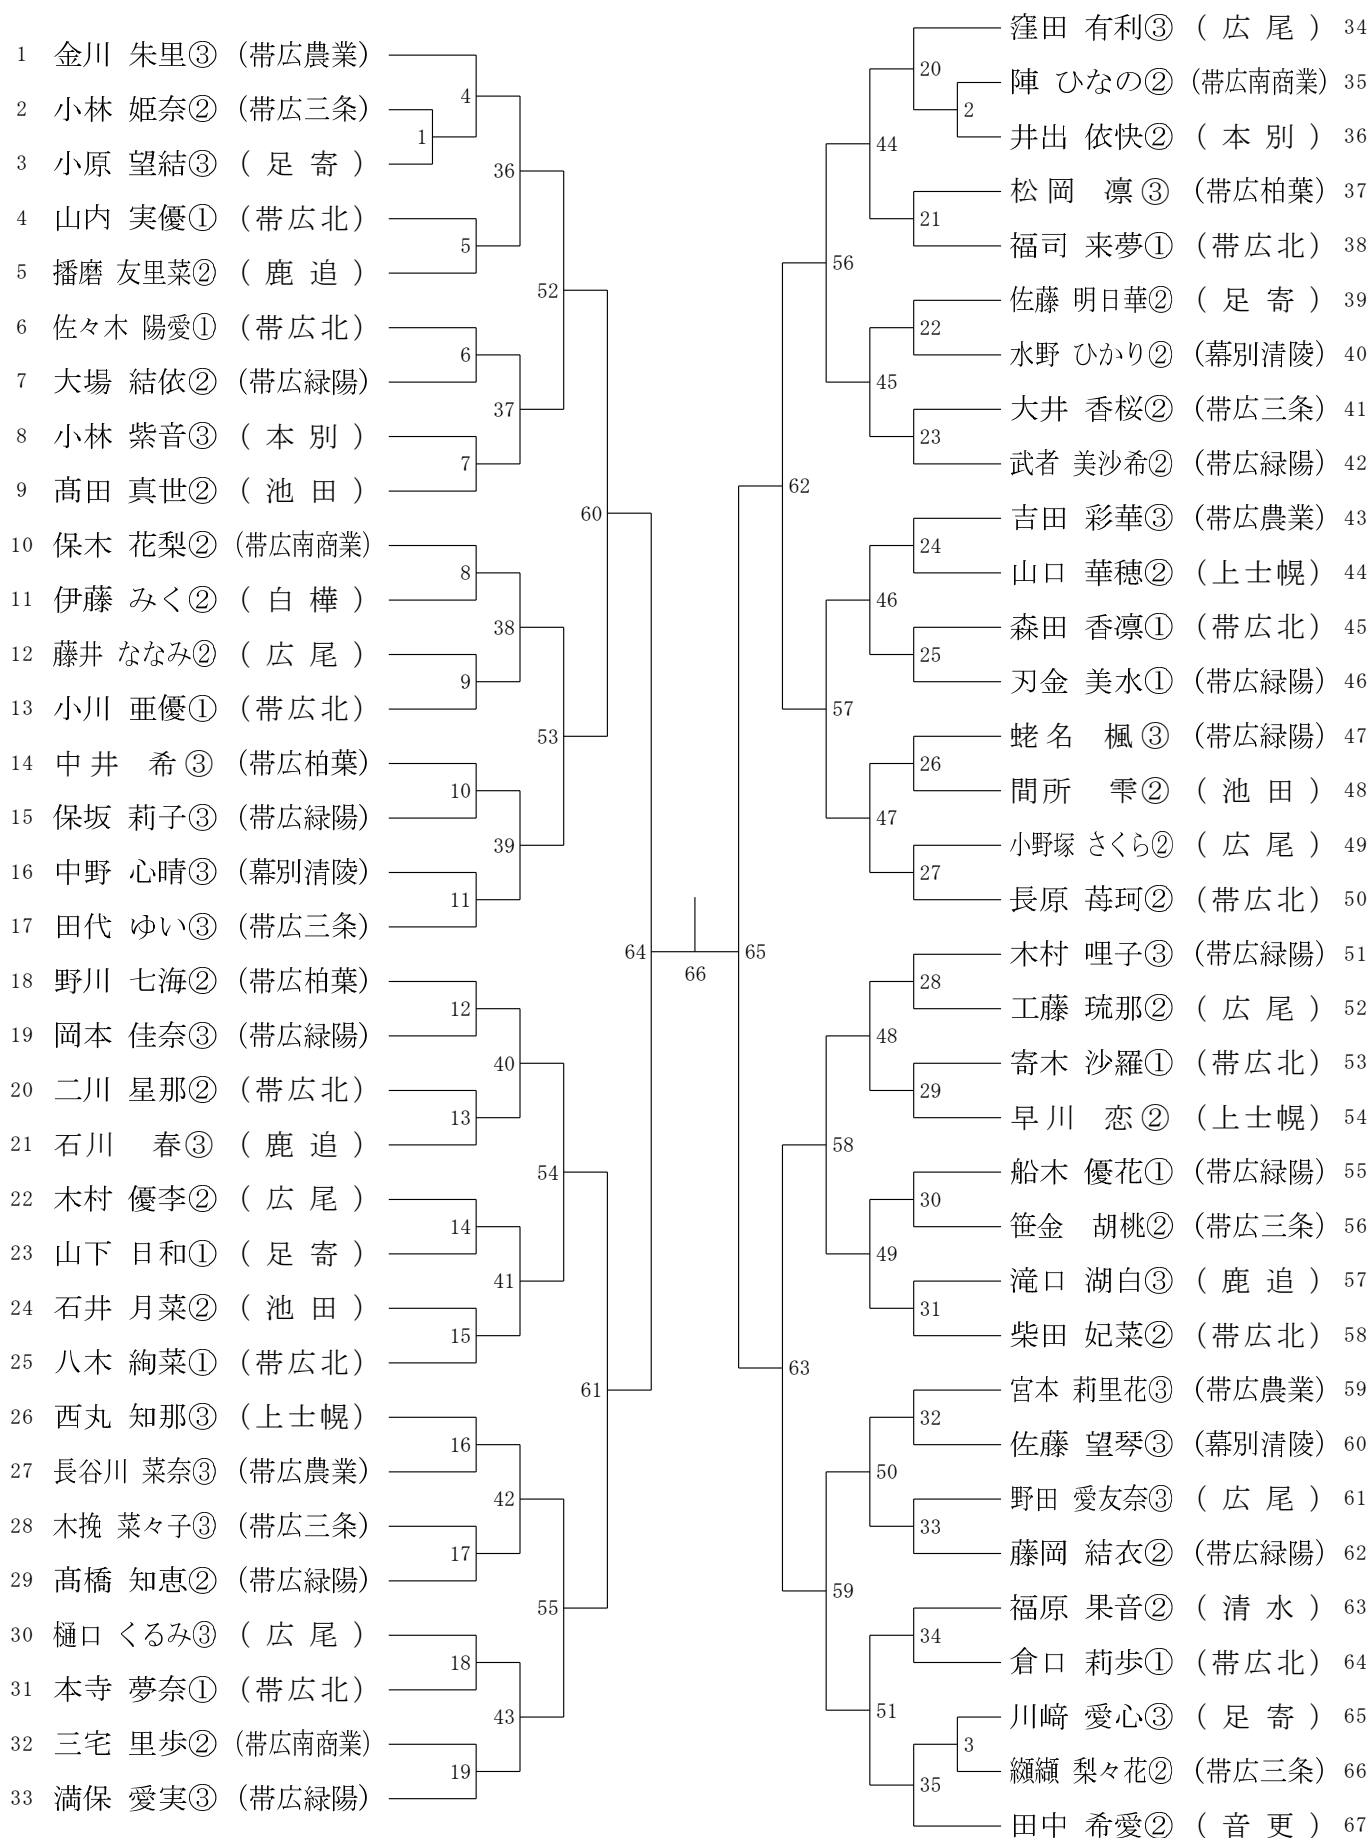 1 金川 朱里③ (帯広農業)
2 小林 姫奈② (帯広三条)
3 小原 望結③ ( 足 寄 )
4 山内 実優① (帯広北)
5 播磨 友里菜② ( 鹿 追 )
6 佐々木 陽愛① (帯広北)
7 大場 結依② (帯広緑陽)
8 小林 紫音③ ( 本 別 )
9 髙田 真世② ( 池 田 )
10 保木 花梨② (帯広南商業)
11 伊藤 みく② ( 白 樺 )
12 藤井 ななみ② ( 広 尾 )
13 小川 亜優① (帯広北)
14 中井 希③ (帯広柏葉)
15 保坂 莉子③ (帯広緑陽)
16 中野 心晴③ (幕別清陵)
17 田代 ゆい③ (帯広三条)
18 野川 七海② (帯広柏葉)
19 岡本 佳奈③ (帯広緑陽)
20 二川 星那② (帯広北)
21 石川 春③ ( 鹿 追 )
22 木村 優李② ( 広 尾 )
23 山下 日和① ( 足 寄 )
24 石井 月菜② ( 池 田 )
25 八木 絢菜① (帯広北)
26 西丸 知那③ (上士幌)
27 長谷川 菜奈③ (帯広農業)
28 木挽 菜々子③ (帯広三条)
29 髙橋 知恵② (帯広緑陽)
30 樋口 くるみ③ ( 広 尾 )
31 本寺 夢奈① (帯広北)
32 三宅 里歩② (帯広南商業)
33 満保 愛実③ (帯広緑陽)
1
4
5
6
7
8
9
10
11
12
13
14
15
16
17
18
19
36
37
38
39
40
41
42
43
52
53
54
55
60
61
64
66
65
62
63
56
57
58
59
44
45
46
47
48
49
50
51
20
2
21
22
23
24
25
26
27
28
29
30
31
32
33
34
3
35
窪田 有利③ ( 広 尾 ) 34
陣 ひなの② (帯広南商業) 35
井出 依快② ( 本 別 ) 36
松岡 凛③ (帯広柏葉) 37
福司 来夢① (帯広北) 38
佐藤 明日華② ( 足 寄 ) 39
水野 ひかり② (幕別清陵) 40
大井 香桜② (帯広三条) 41
武者 美沙希② (帯広緑陽) 42
吉田 彩華③ (帯広農業) 43
山口 華穂② (上士幌) 44
森田 香凛① (帯広北) 45
刃金 美水① (帯広緑陽) 46
蛯名 楓③ (帯広緑陽) 47
間所 雫② ( 池 田 ) 48
小野塚 さくら② ( 広 尾 ) 49
長原 苺珂② (帯広北) 50
木村 哩子③ (帯広緑陽) 51
工藤 琉那② ( 広 尾 ) 52
寄木 沙羅① (帯広北) 53
早川 恋② (上士幌) 54
船木 優花① (帯広緑陽) 55
笹金 胡桃② (帯広三条) 56
滝口 湖白③ ( 鹿 追 ) 57
柴田 妃菜② (帯広北) 58
宮本 莉里花③ (帯広農業) 59
佐藤 望琴③ (幕別清陵) 60
野田 愛友奈③ ( 広 尾 ) 61
藤岡 結衣② (帯広緑陽) 62
福原 果音② ( 清 水 ) 63
倉口 莉歩① (帯広北) 64
川﨑 愛心③ ( 足 寄 ) 65
纐纈 梨々花② (帯広三条) 66
田中 希愛② ( 音 更 ) 67